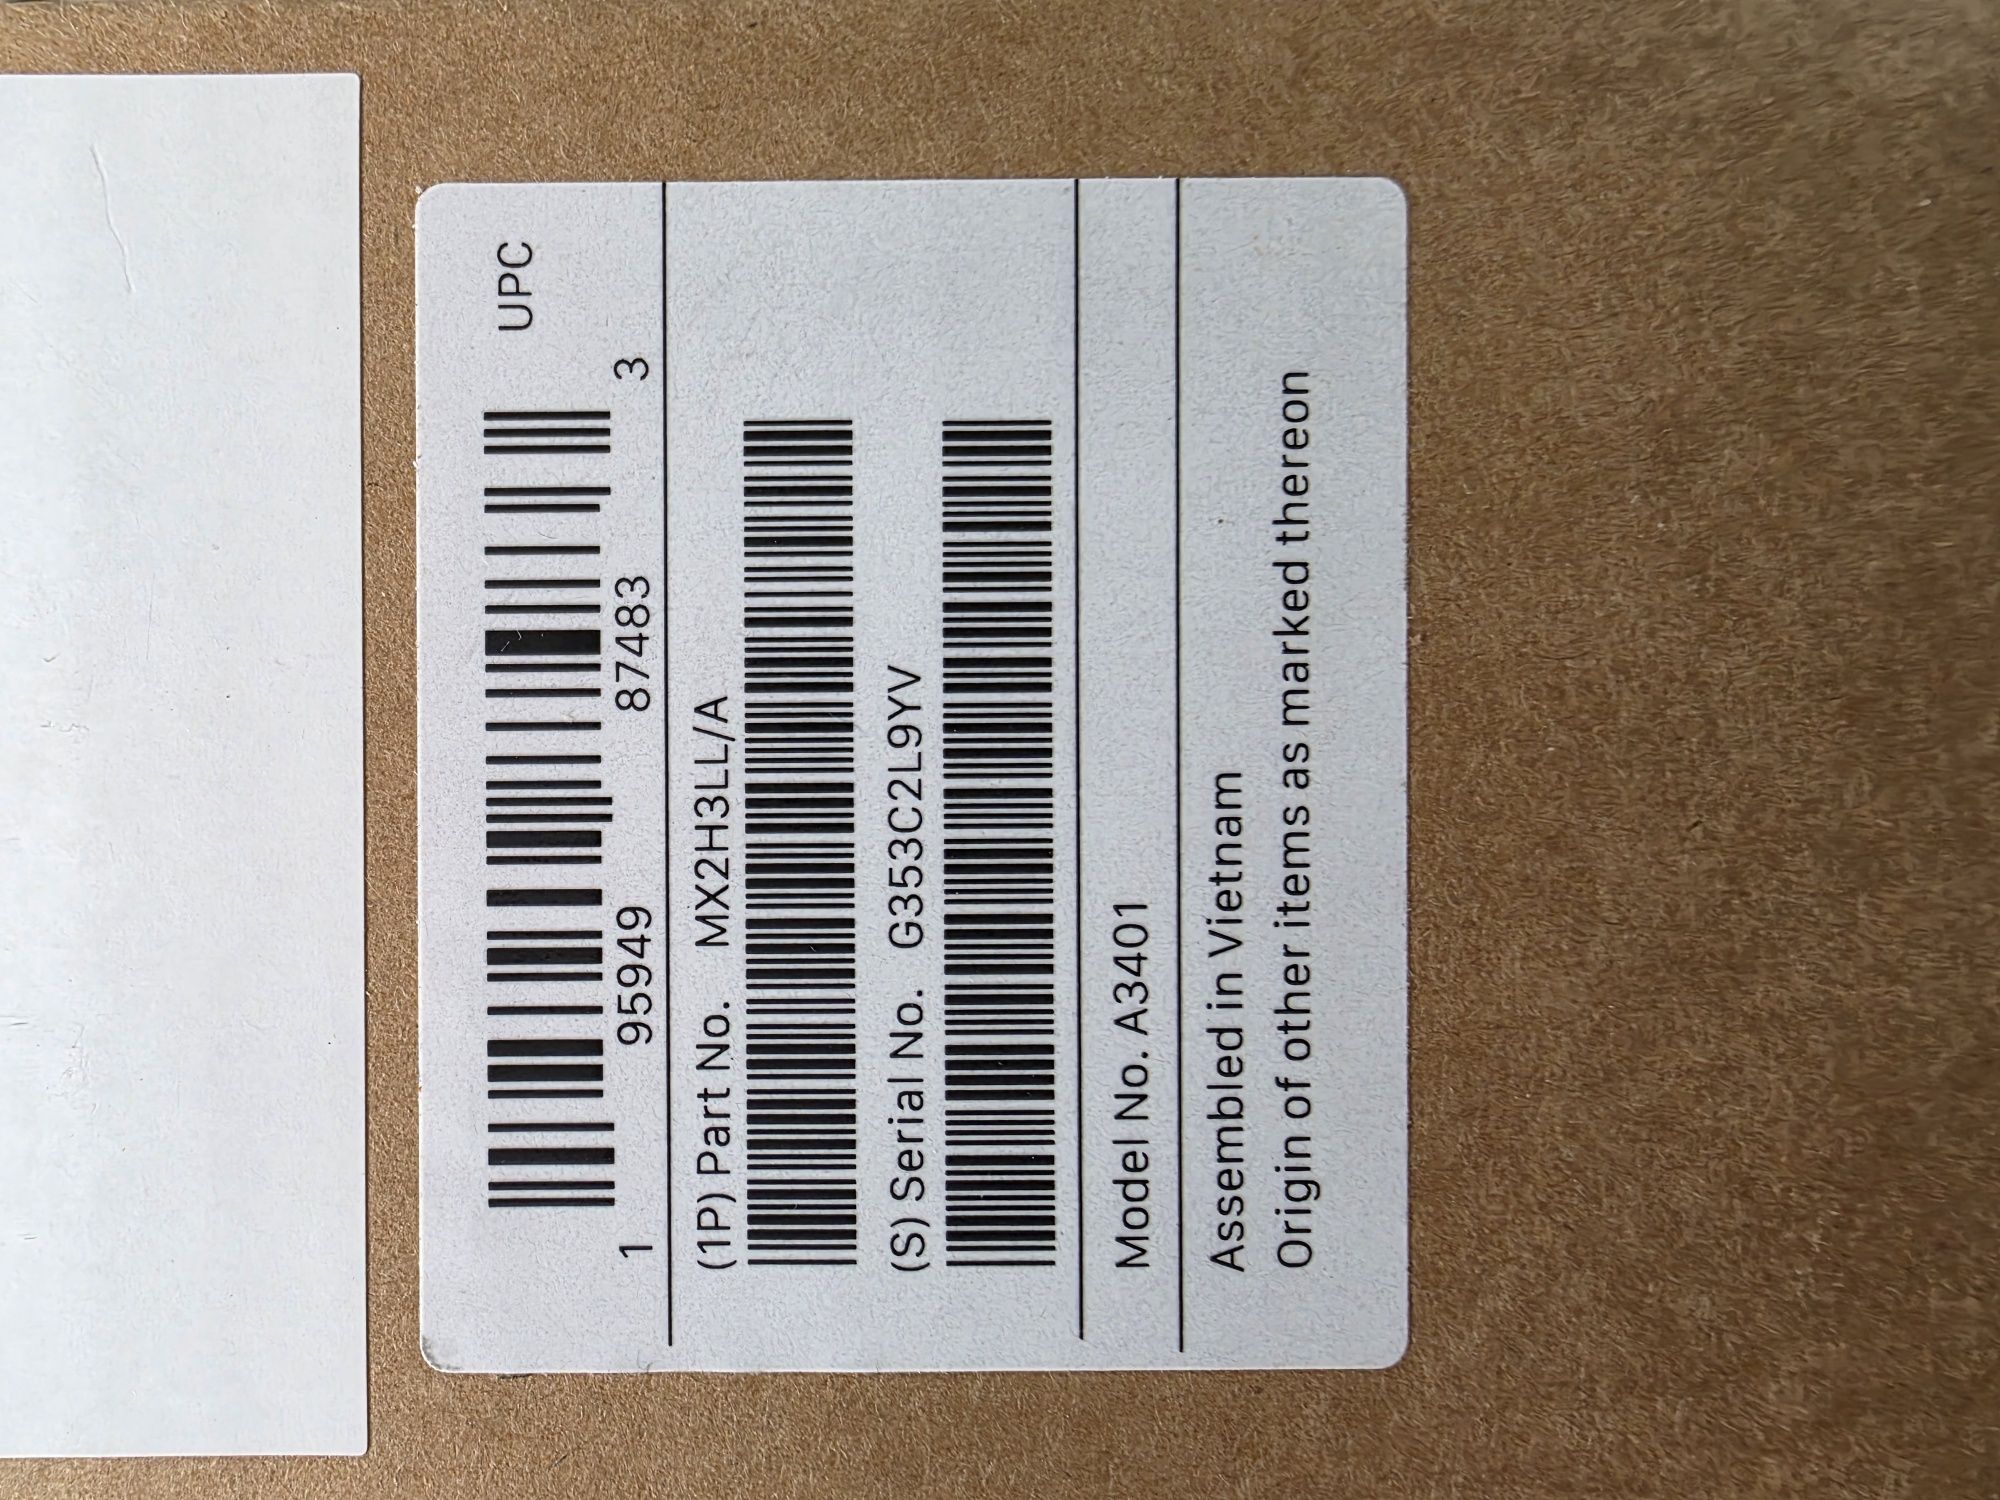 UPC
1 95949 87483 3
(1P) Part No. MX2H3LL/A
(S) Serial No. G353C2L9YV
Model No. A3401
Assembled in Vietnam
Origin of other items as marked thereon